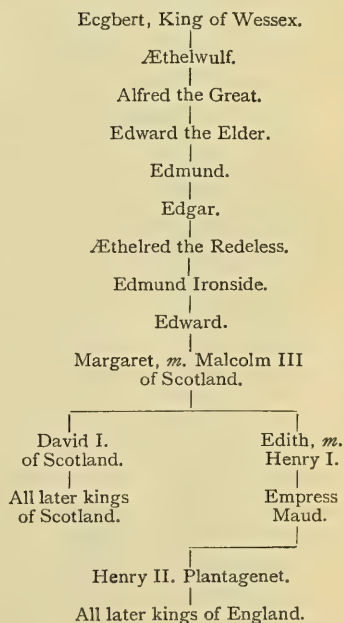 Ecgbert, King of Wessex.
Æthelwulf.
Alfred the Great.
Edward the Elder.
Edmund.
Edgar.
Æthelred the Redeless.
Edmund Ironside.
Edward.
Margaret, m. Malcolm III
of Scotland.
David I.
of Scotland.
All later kings
of Scotland.
Edith, m.
Henry I.
Empress
Maud.
Henry II. Plantagenet.
All later kings of England.